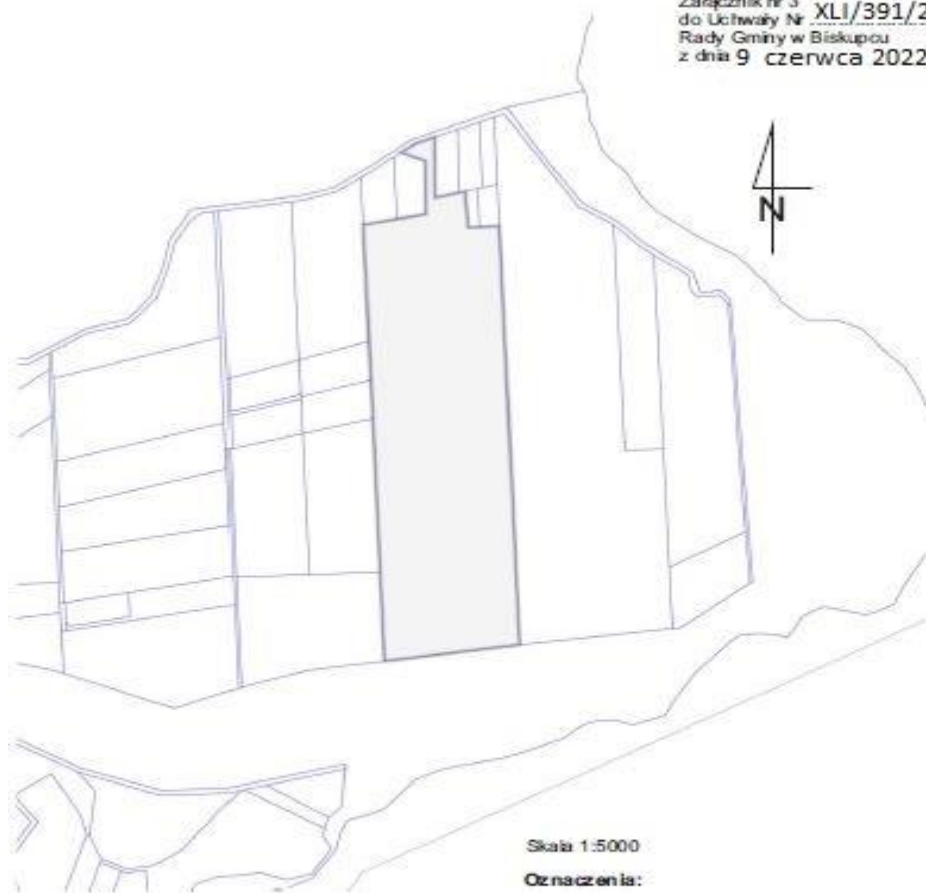 Załącznik nr 3
do Uchwały Nr XLI/391/2
Rady Gminy w Biskupcu
z dnia 9 czerwca 2022
N
Skala 1:5000
Oznaczenia: